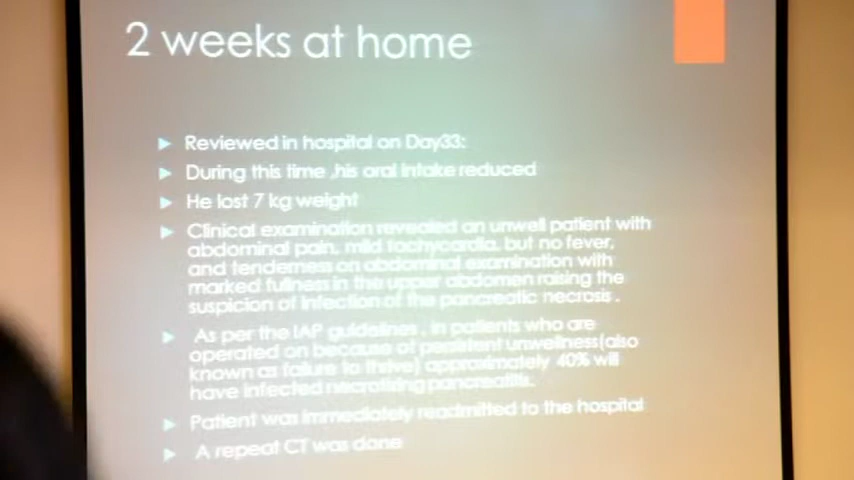 2 weeks at home
Reviewed in hospital on Day33:
During this time ,his oral intake reduced
He lost 7 kg weight
Clinical examination revealed an unwell patient with
abdominal pain, mild tachycardia, but no fever,
and tenderness on abdominal examination with
marked fullness in the upper abdomen raising the
suspicion of infection of the pancreatic necrosis .
As per the IAP guidelines , in patients who are
operated on because of persistent unwellness(also
known as failure to thrive) approximately 40% will
have infected necrotizing pancreatitis.
Patient was immediately readmitted to the hospital
A repeat CT was done